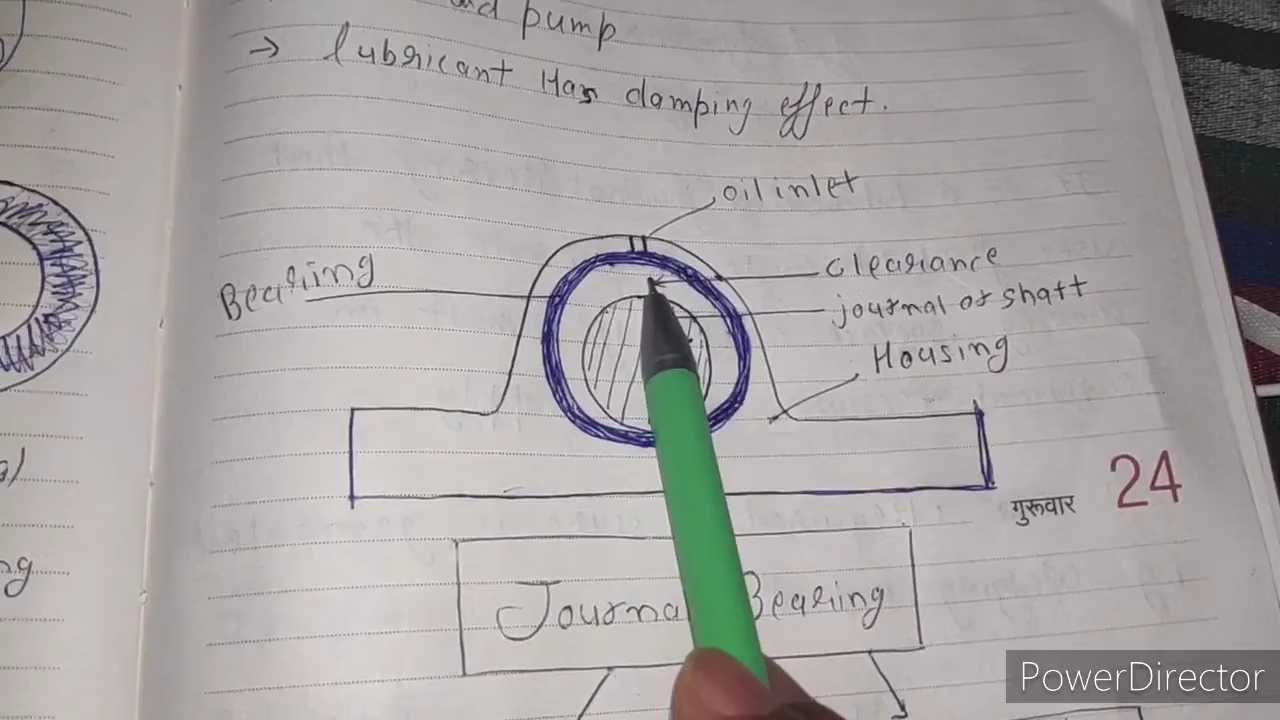 pump
→ lubricant Has damping effect.
oil inlet
Bearing
clearance
journal or shaft
Housing
गुरूवार 24
Journal Bearing
PowerDirector